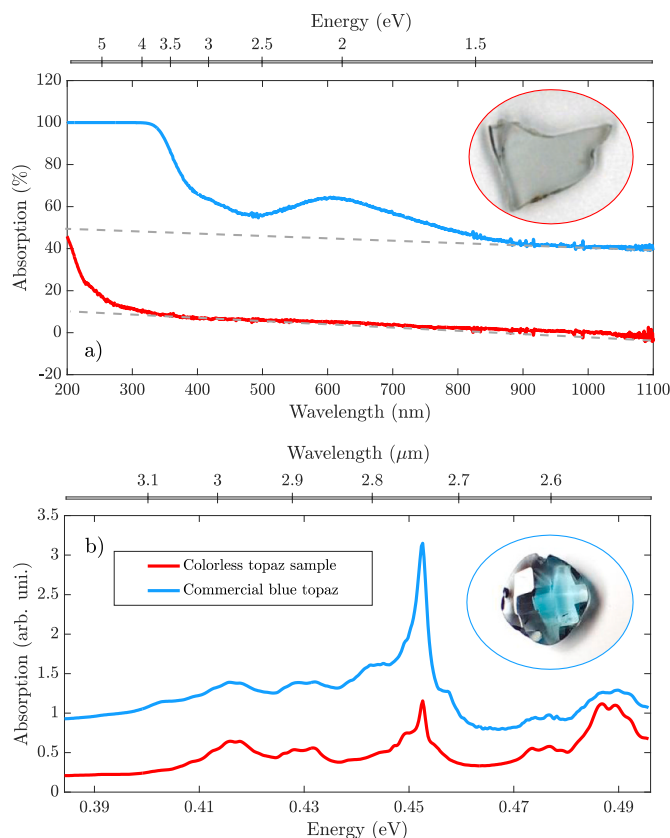 Energy (eV)
5 4 3.5 3 2.5 2 1.5
120
100
80
60
40
20
0
-20
Absorption (%)
a)
200 300 400 500 600 700 800 900 1000 1100
Wavelength (nm)
Wavelength (μm)
3.1 3 2.9 2.8 2.7 2.6
3.5
3
2.5
2
1.5
1
0.5
0
Absorption (arb. uni.)
b)
Colorless topaz sample
Commercial blue topaz
0.39 0.41 0.43 0.45 0.47 0.49
Energy (eV)